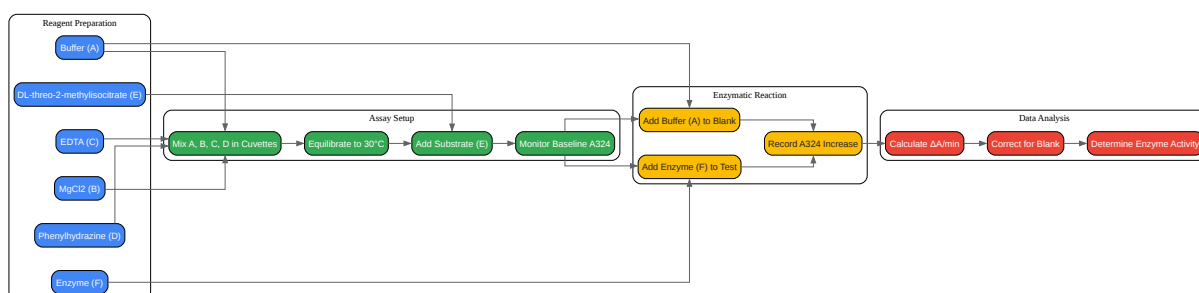 Reagent Preparation
Buffer (A)
DL-threo-2-methylisocitrate (E)
EDTA (C)
MgCl2 (B)
Phenylhydrazine (D)
Enzyme (F)
Assay Setup
Mix A, B, C, D in Cuvettes
Equilibrate to 30°C
Add Substrate (E)
Monitor Baseline A324
Enzymatic Reaction
Add Buffer (A) to Blank
Add Enzyme (F) to Test
Record A324 Increase
Data Analysis
Calculate ΔA/min
Correct for Blank
Determine Enzyme Activity